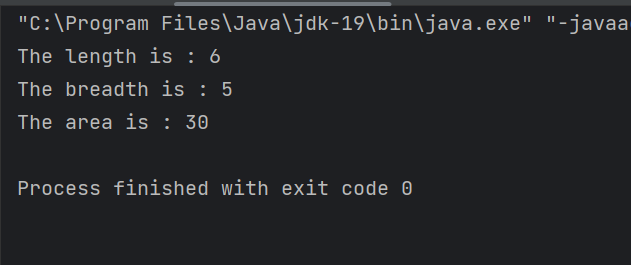 "C:\Program Files\Java\jdk-19\bin\java.exe" "-javaa
The length is : 6
The breadth is : 5
The area is : 30
Process finished with exit code 0